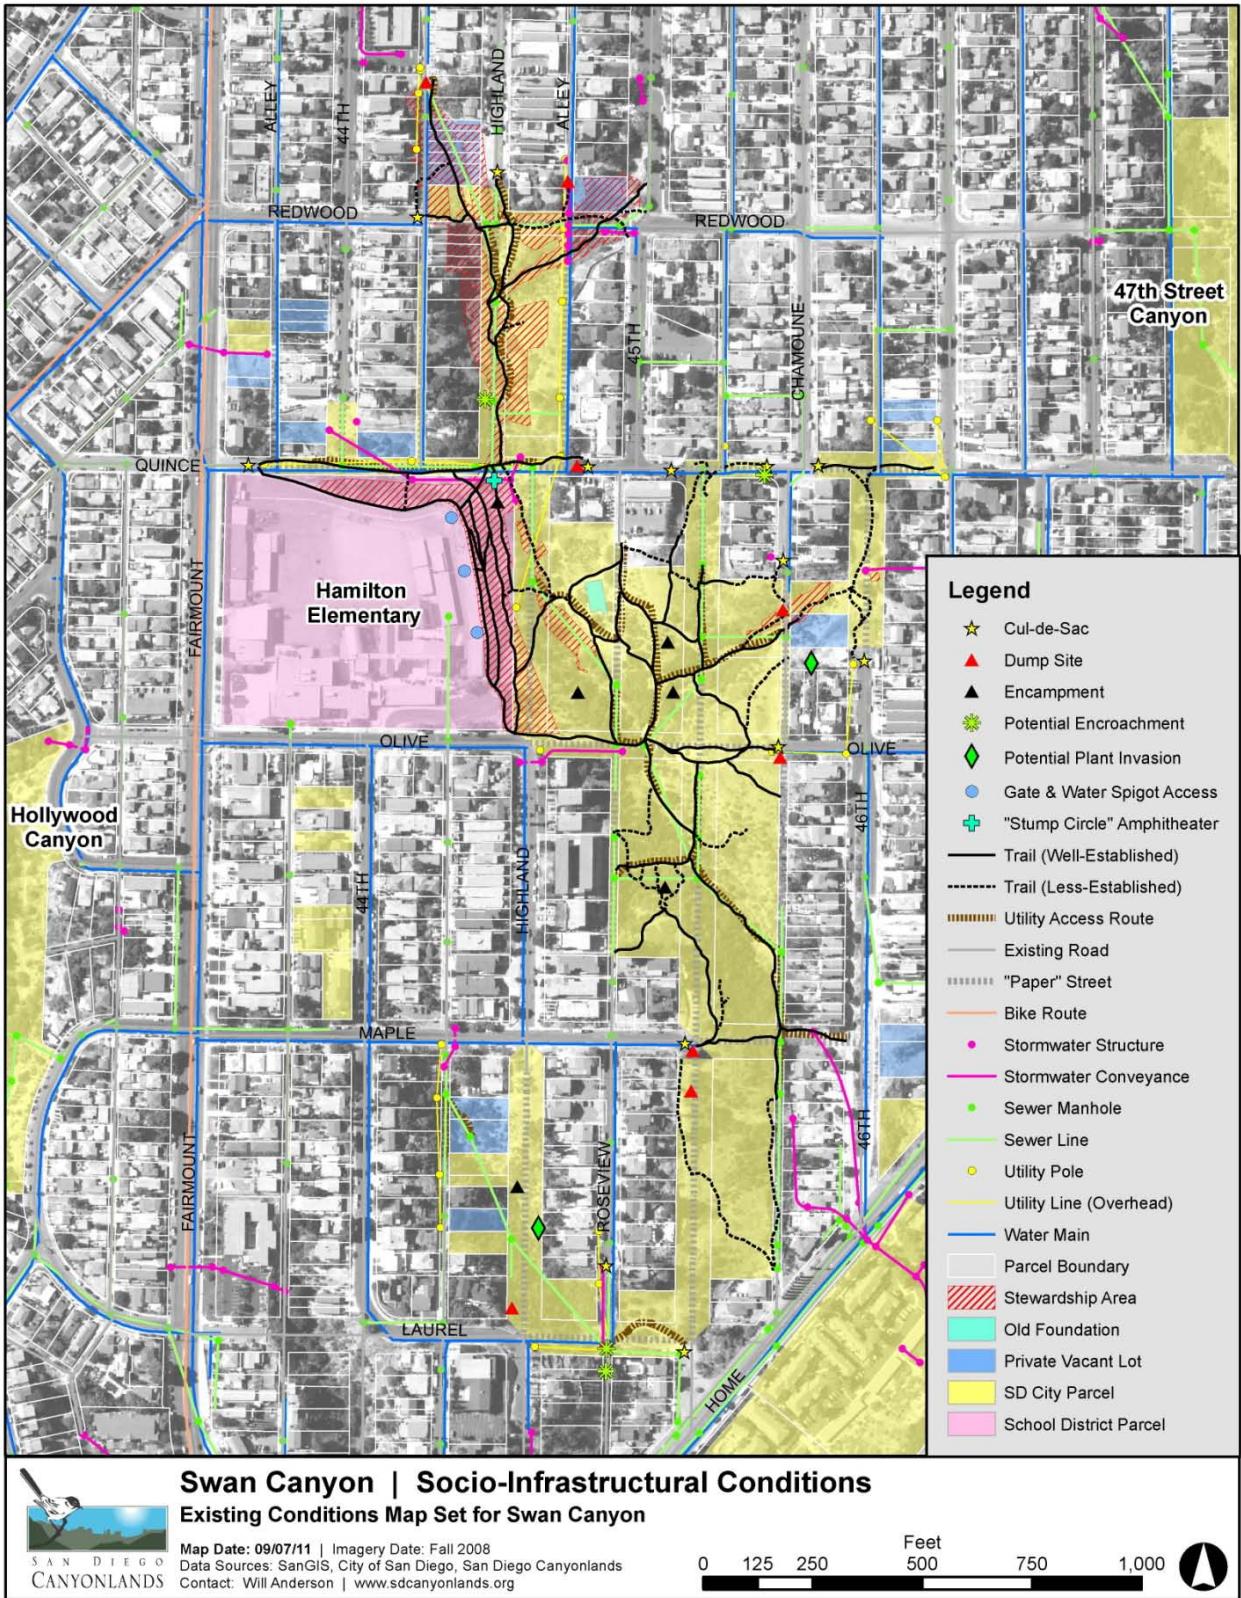 ALLEY
44TH
HIGHLAND
ALLEY
REDWOOD
REDWOOD
47th Street
Canyon
45TH
CHAMOUNE
QUINCE
FAIRMOUNT
Hamilton
Elementary
OLIVE
OLIVE
Hollywood
Canyon
44TH
HIGHLAND
46TH
MAPLE
FAIRMOUNT
ROSEVIEW
46TH
LAUREL
HOME
Legend
Cul-de-Sac
Dump Site
Encampment
Potential Encroachment
Potential Plant Invasion
Gate & Water Spigot Access
"Stump Circle" Amphitheater
Trail (Well-Established)
Trail (Less-Established)
Utility Access Route
Existing Road
"Paper" Street
Bike Route
Stormwater Structure
Stormwater Conveyance
Sewer Manhole
Sewer Line
Utility Pole
Utility Line (Overhead)
Water Main
Parcel Boundary
Stewardship Area
Old Foundation
Private Vacant Lot
SD City Parcel
School District Parcel
SAN DIEGO
CANYONLANDS
Swan Canyon | Socio-Infrastructural Conditions
Existing Conditions Map Set for Swan Canyon
Map Date: 09/07/11 | Imagery Date: Fall 2008
Data Sources: SanGIS, City of San Diego, San Diego Canyonlands
Contact: Will Anderson | www.sdcanyonlands.org
Feet
0 125 250 500 750 1,000